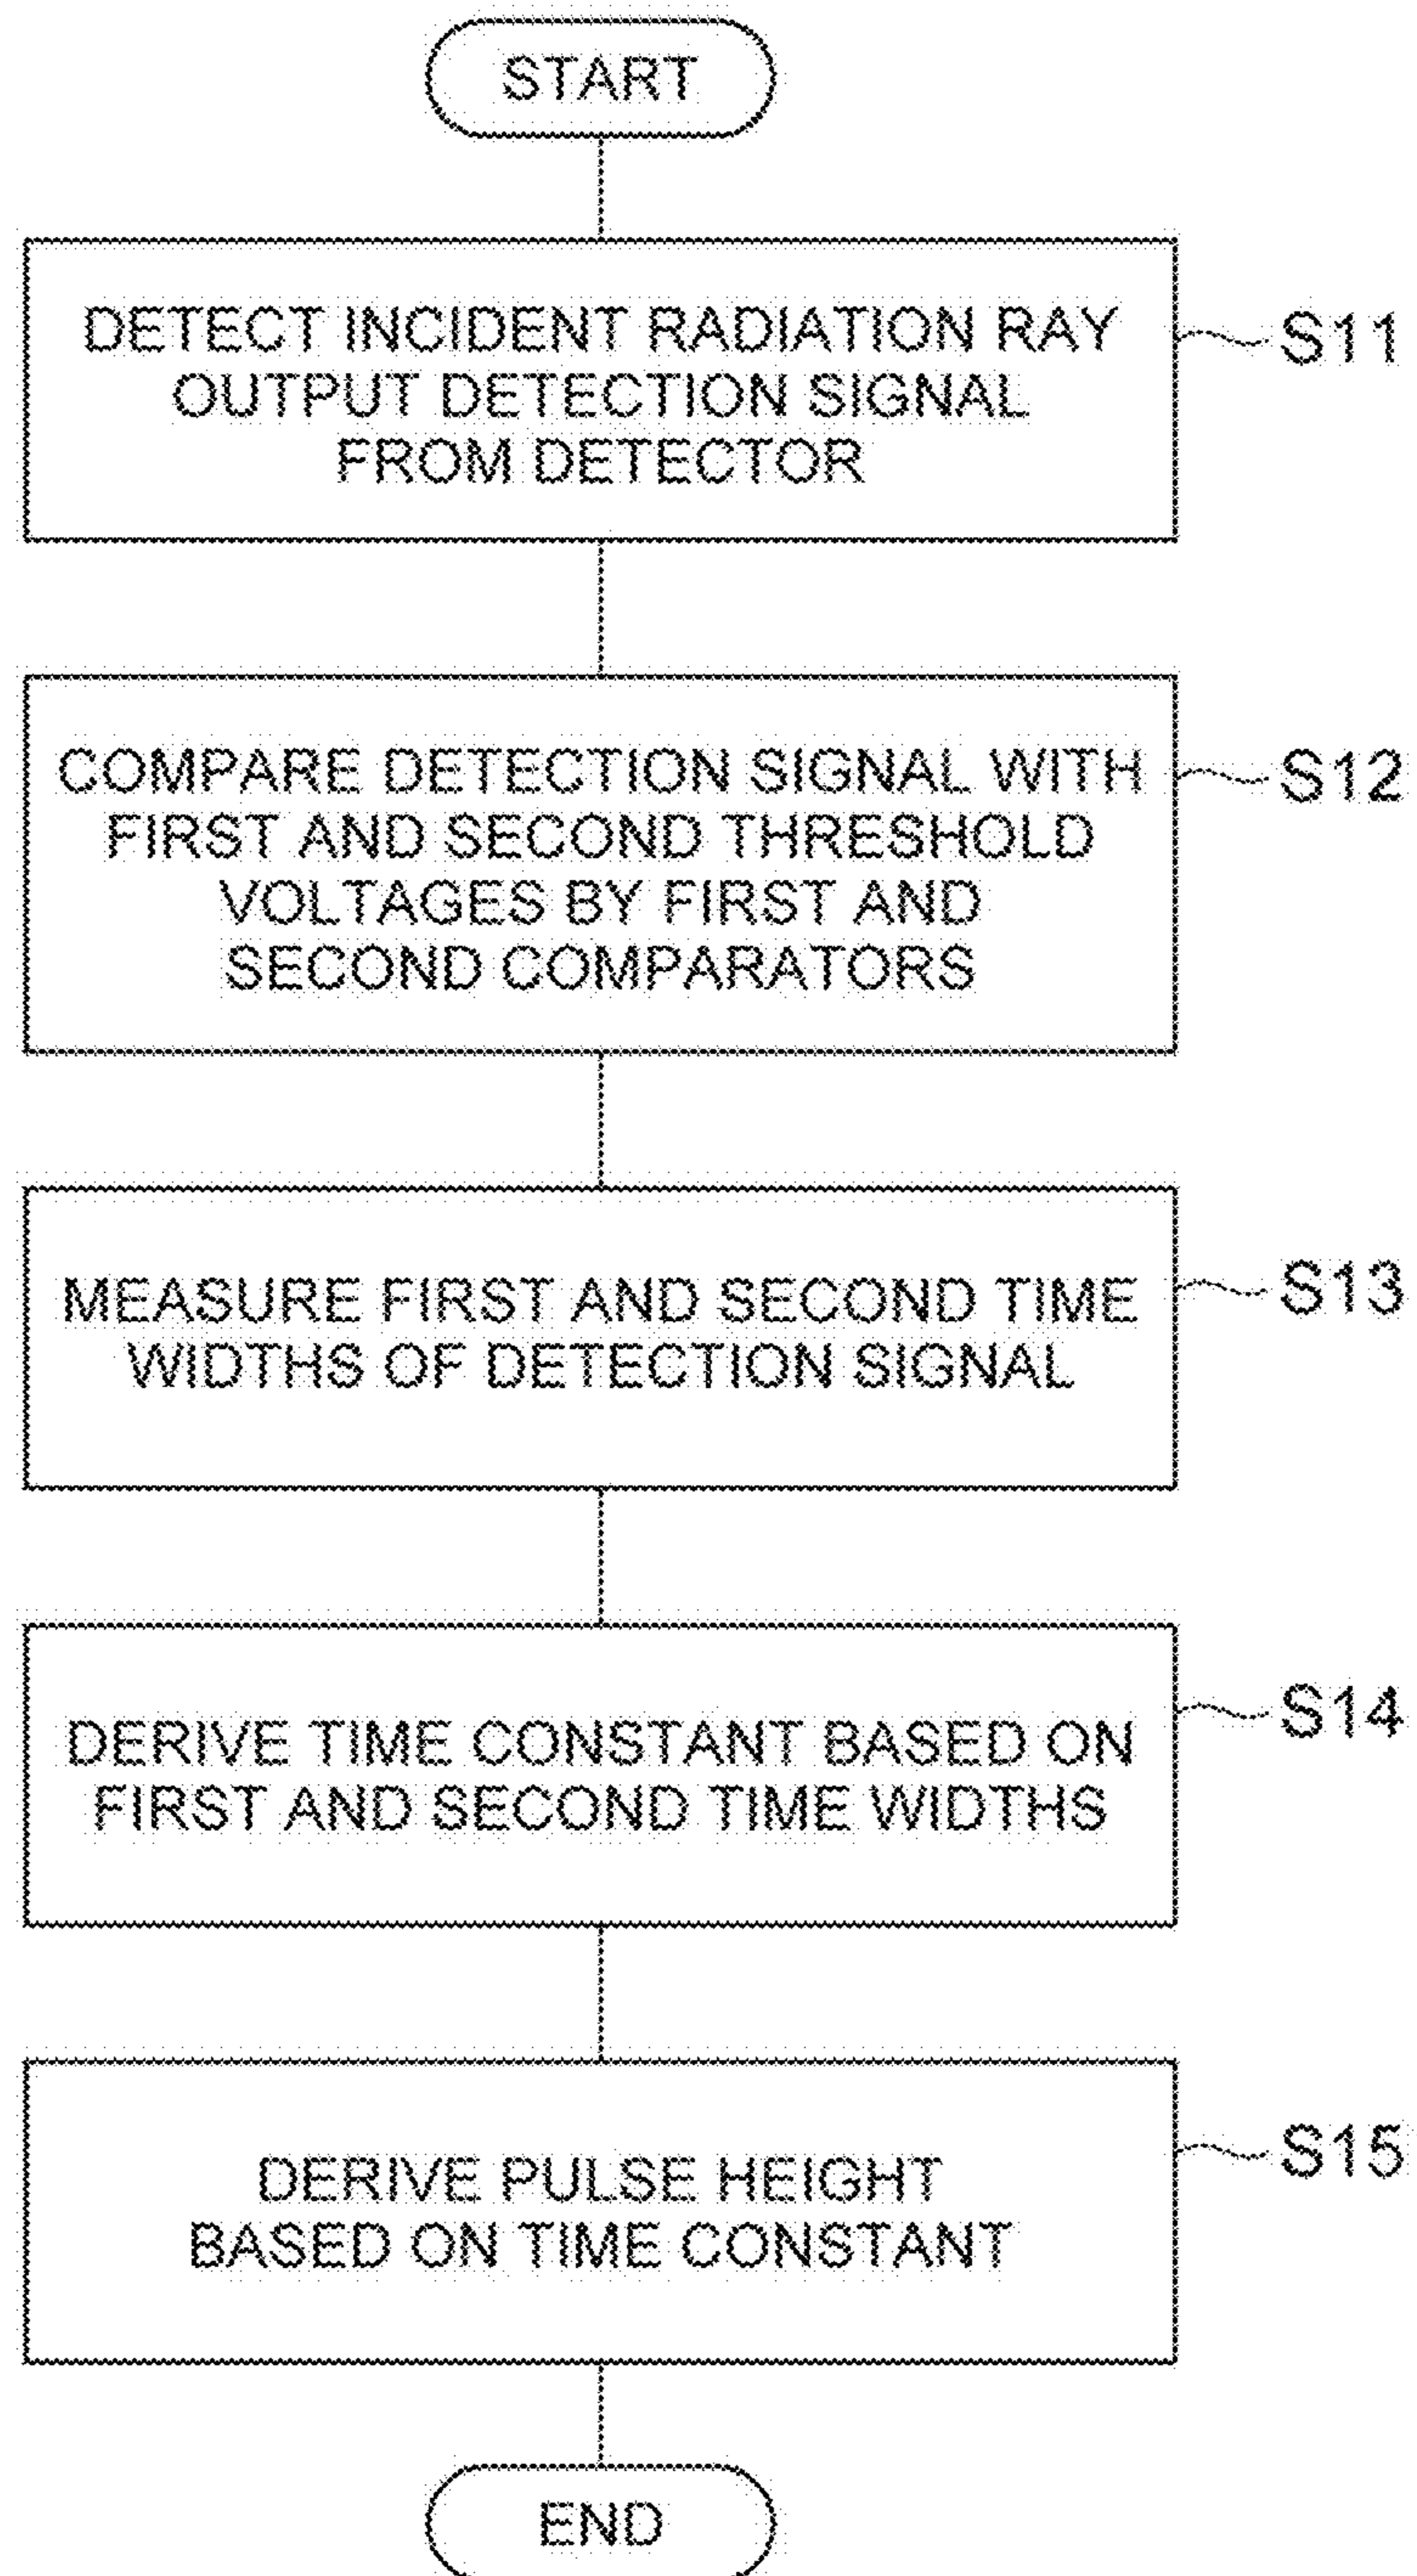 START
DETECT INCIDENT RADIATION RAY
OUTPUT DETECTION SIGNAL
FROM DETECTOR
S11
COMPARE DETECTION SIGNAL WITH
FIRST AND SECOND THRESHOLD
VOLTAGES BY FIRST AND
SECOND COMPARATORS
S12
MEASURE FIRST AND SECOND TIME
WIDTHS OF DETECTION SIGNAL
S13
DERIVE TIME CONSTANT BASED ON
FIRST AND SECOND TIME WIDTHS
S14
DERIVE PULSE HEIGHT
BASED ON TIME CONSTANT
S15
END